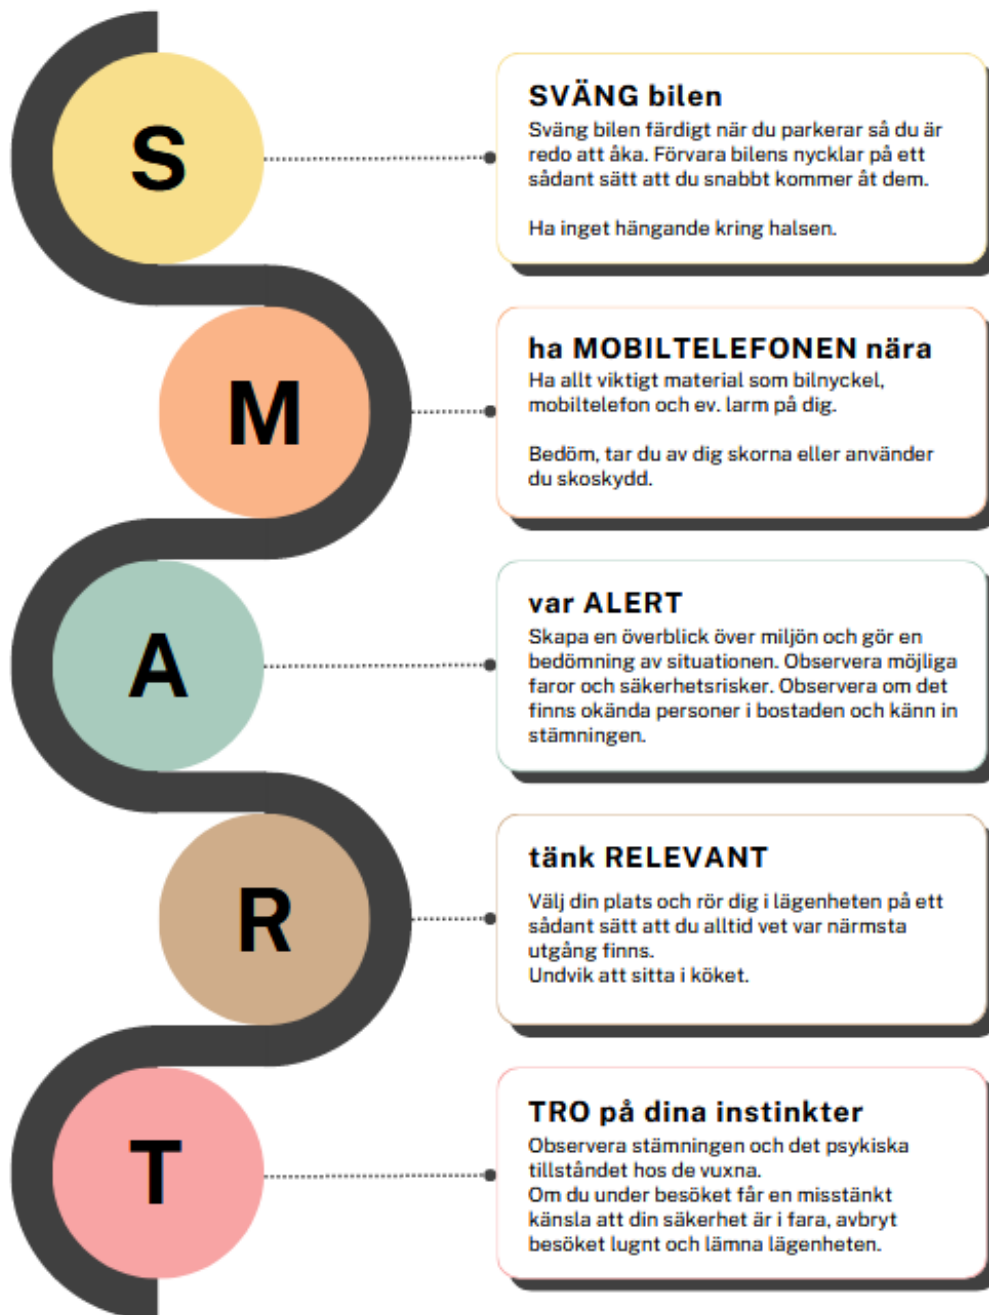 S
SVÄNG bilen
Sväng bilen färdigt när du parkerar så du är
redo att åka. Förvara bilens nycklar på ett
sådant sätt att du snabbt kommer åt dem.
Ha inget hängande kring halsen.
M
ha MOBILTELEFONEN nära
Ha allt viktigt material som bilnyckel,
mobiltelefon och ev. larm på dig.
Bedöm, tar du av dig skorna eller använder
du skoskydd.
A
var ALERT
Skapa en överblick över miljön och gör en
bedömning av situationen. Observera möjliga
faror och säkerhetsrisker. Observera om det
finns okända personer i bostaden och känn in
stämningen.
R
tänk RELEVANT
Välj din plats och rör dig i lägenheten på ett
sådant sätt att du alltid vet var närmsta
utgång finns.
Undvik att sitta i köket.
T
TRO på dina instinkter
Observera stämningen och det psykiska
tillståndet hos de vuxna.
Om du under besöket får en misstänkt
känsla att din säkerhet är i fara, avbryt
besöket lugnt och lämna lägenheten.